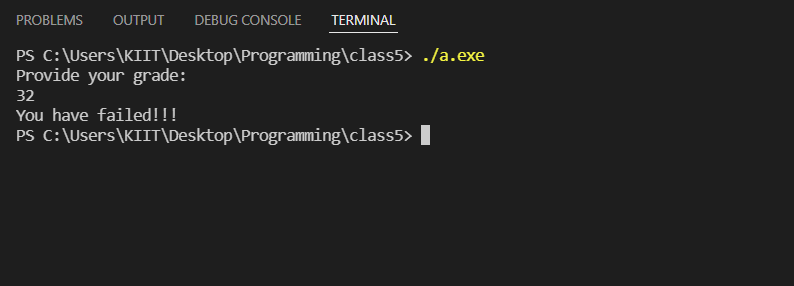 PROBLEMS OUTPUT DEBUG CONSOLE TERMINAL
PS C:\Users\KIIT\Desktop\Programming\class5> ./a.exe
Provide your grade:
32
You have failed!!!
PS C:\Users\KIIT\Desktop\Programming\class5>